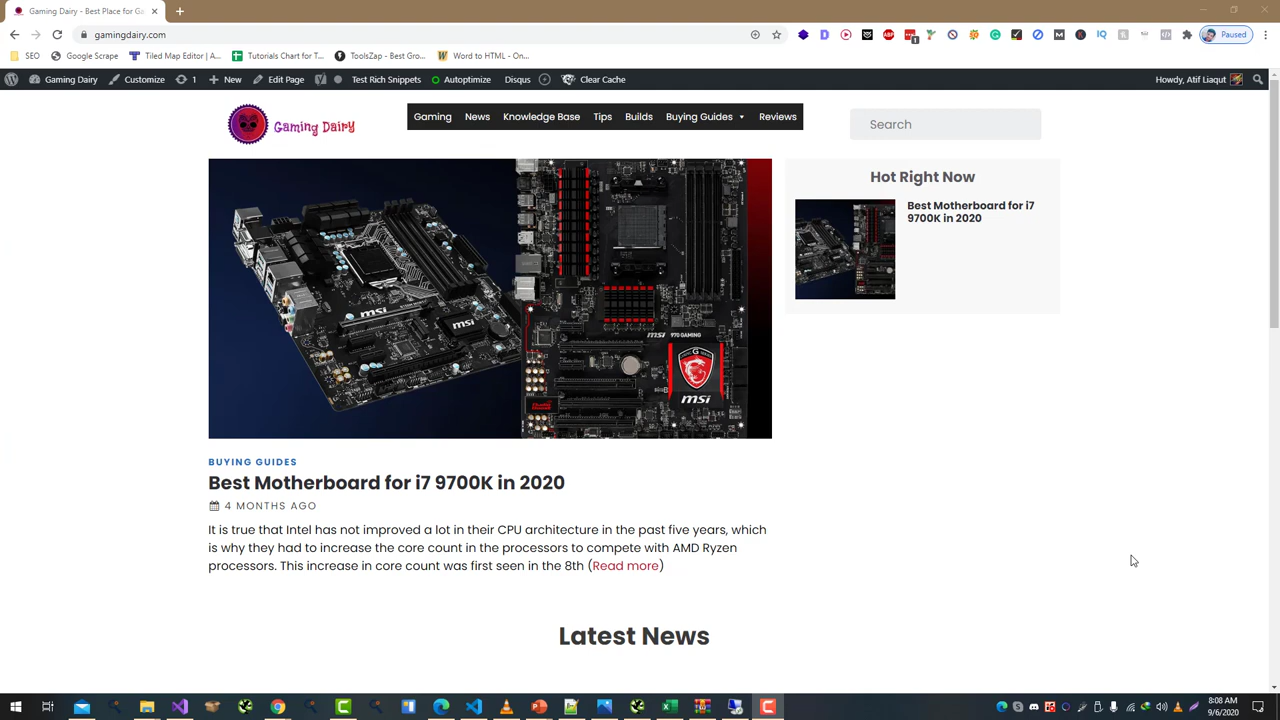 Gaming Dairy - Best Place for Ga
gamingdairy.com
Paused
SEO
Google Scrape
Tiled Map Editor | A...
Tutorials Chart for T...
ToolsZap - Best Gro...
Word to HTML - On...
Gaming Dairy
Customize
1
New
Edit Page
Test Rich Snippets
Autoptimize
Disqus
Clear Cache
Howdy, Atif Liaqut
Gaming Dairy
Gaming
News
Knowledge Base
Tips
Builds
Buying Guides
Reviews
Search
Hot Right Now
Best Motherboard for i7
9700K in 2020
msi
msi 970 GAMING
msi
BUYING GUIDES
Best Motherboard for i7 9700K in 2020
4 MONTHS AGO
It is true that Intel has not improved a lot in their CPU architecture in the past five years, which
is why they had to increase the core count in the processors to compete with AMD Ryzen
processors. This increase in core count was first seen in the 8th (Read more)
Latest News
8:08 AM
9/6/2020